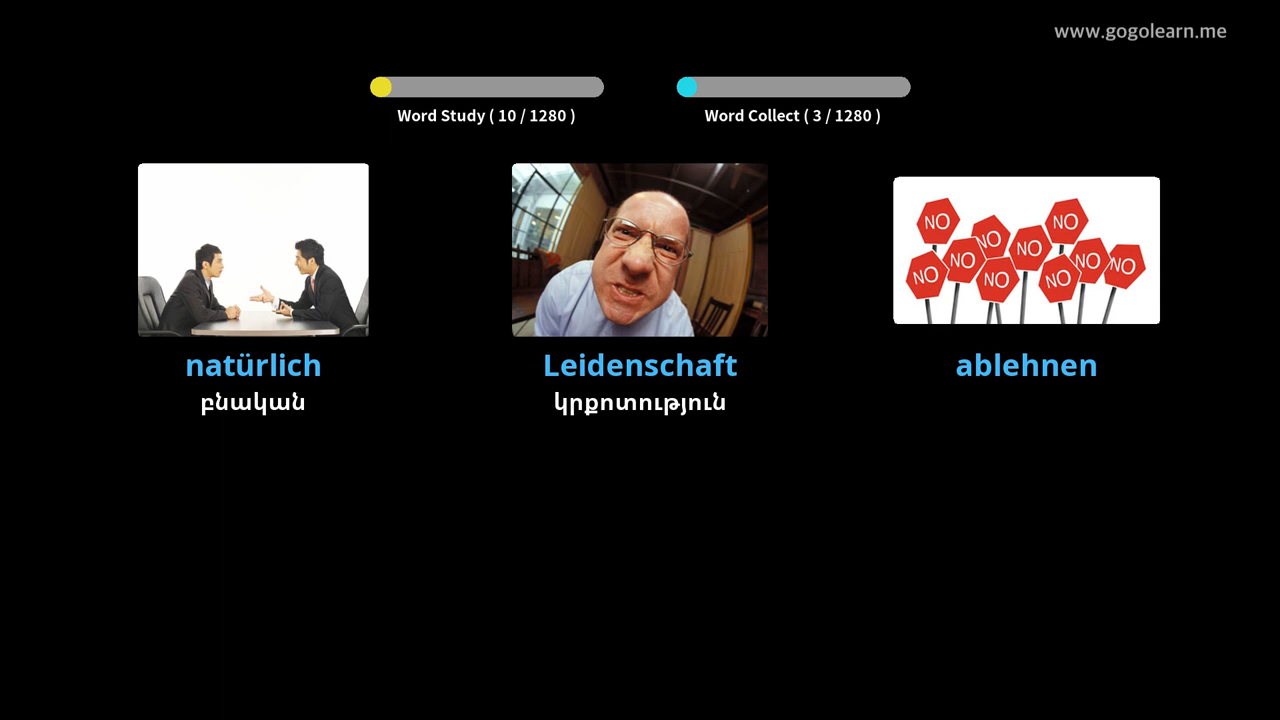 www.gogolearn.me
Word Study ( 10 / 1280 )
Word Collect ( 3 / 1280 )
NO
NO
NO
NO
NO
NO
NO
NO
NO
NO
natürlich
Leidenschaft
ablehnen
բնական
կրքոտություն